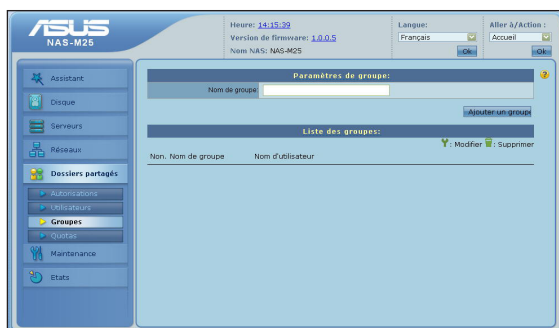 ASUS
NAS-M25
Heure: 14:15:39
Version de firmware: 1.0.0.5
Nom NAS: NAS-M25
Langue:
Français
Ok
Aller à/Action :
Accueil
Ok
Assistant
Disque
Serveurs
Réseaux
Dossiers partagés
Autorisations
Utilisateurs
Groupes
Quotas
Maintenance
Etats
Paramètres de groupe:
Nom de groupe
Ajouter un groupe
Liste des groupes:
: Modifier : Supprimer
Non. Nom de groupe Nom d'utilisateur